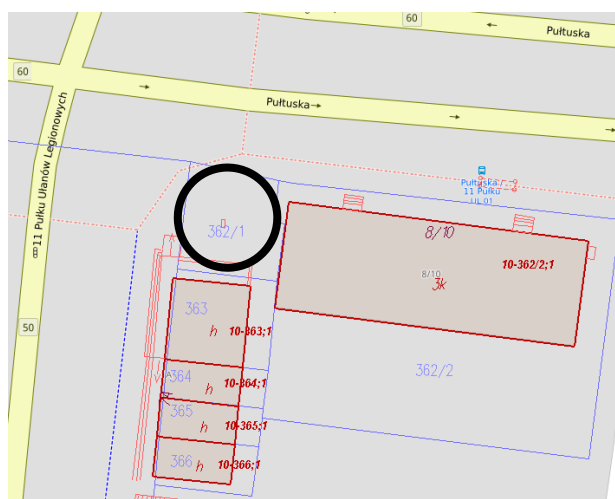 60
Pułtuska
60
Pułtuska
11 Pułku Ułanów Legionowych
Pułtuska /
11 Pułku
UL 01
362/1
8/10
8/10
3k
10-362/2;1
363
h
10-363;1
50
364
A
h
10-364;1
362/2
365
h
10-365;1
366
h
10-366;1